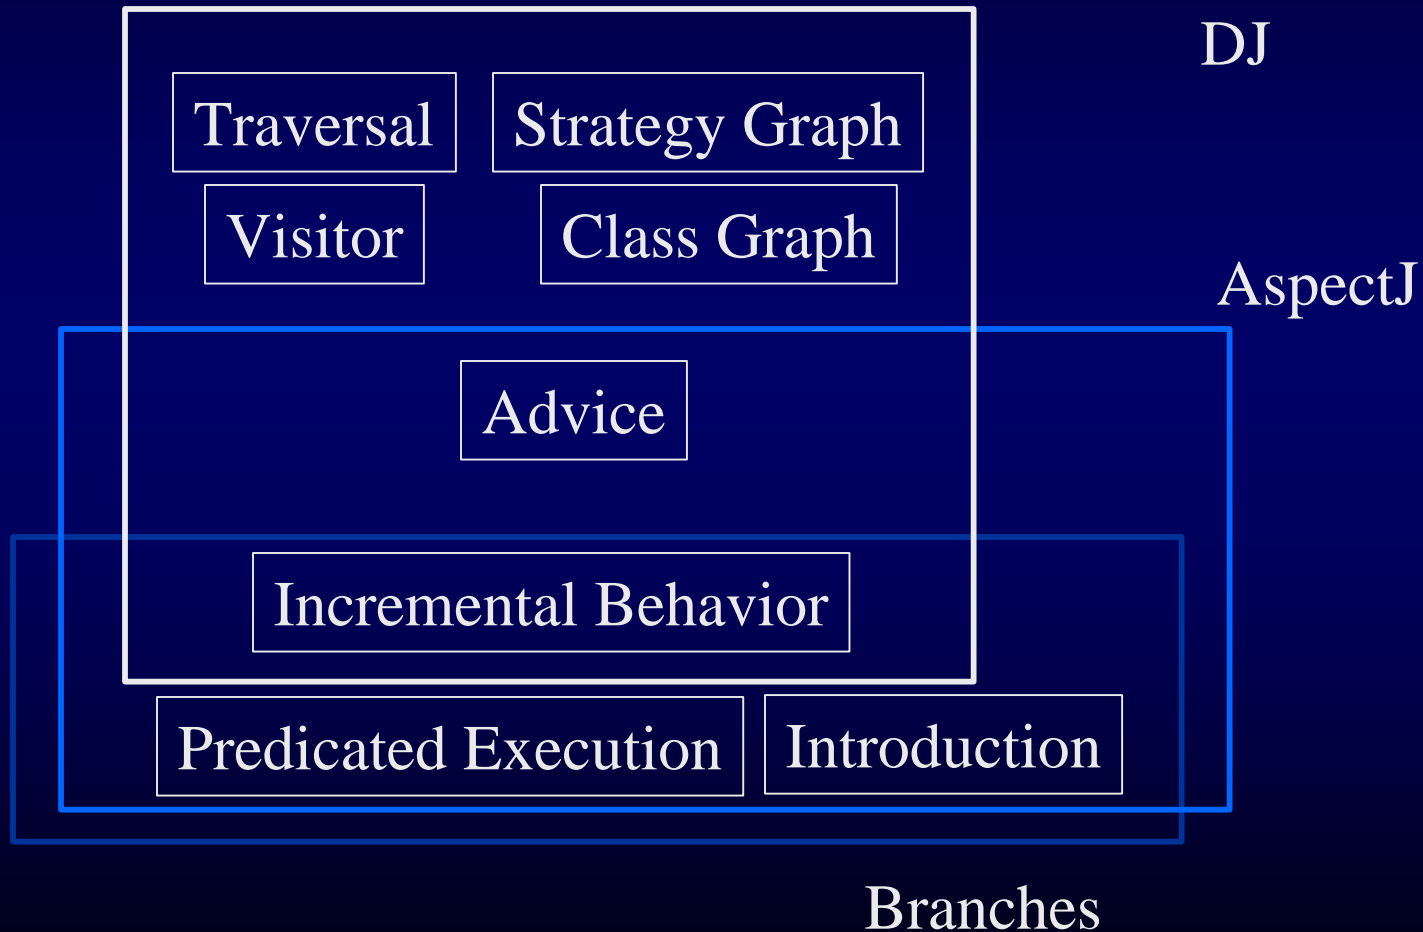 DJ
Traversal
Strategy Graph
Visitor
Class Graph
AspectJ
Advice
Incremental Behavior
Predicated Execution
Introduction
Branches